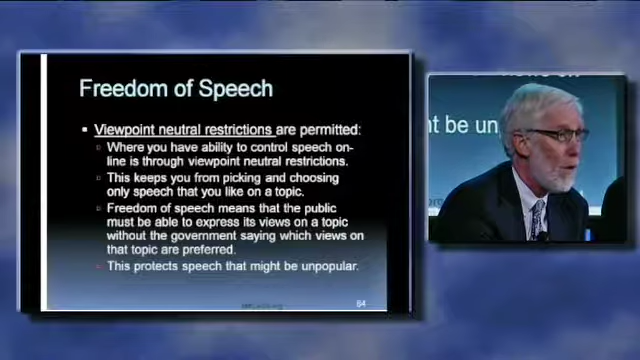 Freedom of Speech
Viewpoint neutral restrictions are permitted:
Where you have ability to control speech on-
line is through viewpoint neutral restrictions.
This keeps you from picking and choosing
only speech that you like on a topic.
Freedom of speech means that the public
must be able to express its views on a topic
without the government saying which views on
that topic are preferred.
This protects speech that might be unpopular.
64
nt be un